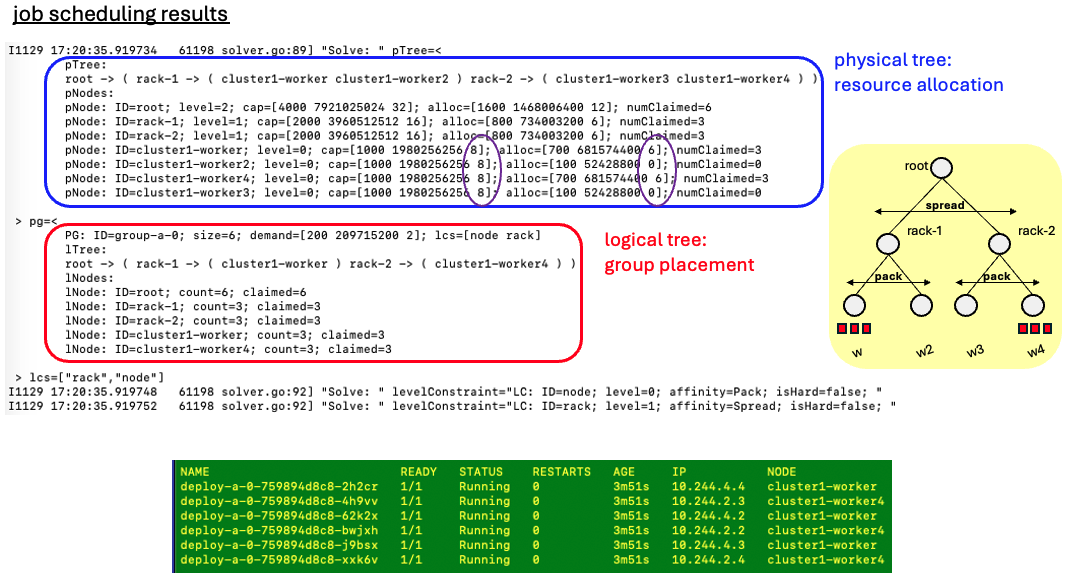 job scheduling results
I1129 17:20:35.919734 61198 solver.go:89] "Solve: " pTree=<
pTree:
root -> ( rack-1 -> ( cluster1-worker cluster1-worker2 ) rack-2 -> ( cluster1-worker3 cluster1-worker4 ) )
pNodes:
pNode: ID=root; level=2; cap=[4000 7921025024 32]; alloc=[1600 1468006400 12]; numClaimed=6
pNode: ID=rack-1; level=1; cap=[2000 3960512512 16]; alloc=[800 734003200 6]; numClaimed=3
pNode: ID=rack-2; level=1; cap=[2000 3960512512 16]; alloc=[800 734003200 6]; numClaimed=3
pNode: ID=cluster1-worker; level=0; cap=[1000 1980256256 8]; alloc=[700 681574400 6]; numClaimed=3
pNode: ID=cluster1-worker2; level=0; cap=[1000 1980256256 8]; alloc=[100 52428800 0]; numClaimed=0
pNode: ID=cluster1-worker4; level=0; cap=[1000 1980256256 8]; alloc=[700 681574400 6]; numClaimed=3
pNode: ID=cluster1-worker3; level=0; cap=[1000 1980256256 8]; alloc=[100 52428800 0]; numClaimed=0
physical tree:
resource allocation
> pg=<
PG: ID=group-a-0; size=6; demand=[200 209715200 2]; lcs=[node rack]
lTree:
root -> ( rack-1 -> ( cluster1-worker ) rack-2 -> ( cluster1-worker4 ) )
lNodes:
lNode: ID=root; count=6; claimed=6
lNode: ID=rack-1; count=3; claimed=3
lNode: ID=rack-2; count=3; claimed=3
lNode: ID=cluster1-worker; count=3; claimed=3
lNode: ID=cluster1-worker4; count=3; claimed=3
logical tree:
group placement
root
spread
rack-1 rack-2
pack pack
w w2 w3 w4
> lcs=["rack","node"]
I1129 17:20:35.919748 61198 solver.go:92] "Solve: " levelConstraint="LC: ID=node; level=0; affinity=Pack; isHard=false; "
I1129 17:20:35.919752 61198 solver.go:92] "Solve: " levelConstraint="LC: ID=rack; level=1; affinity=Spread; isHard=false; "
NAME READY STATUS RESTARTS AGE IP NODE
deploy-a-0-759894d8c8-2h2cr 1/1 Running 0 3m51s 10.244.4.4 cluster1-worker
deploy-a-0-759894d8c8-4h9vv 1/1 Running 0 3m51s 10.244.2.3 cluster1-worker4
deploy-a-0-759894d8c8-62k2x 1/1 Running 0 3m51s 10.244.4.2 cluster1-worker
deploy-a-0-759894d8c8-bwjxh 1/1 Running 0 3m51s 10.244.2.2 cluster1-worker4
deploy-a-0-759894d8c8-j9bsx 1/1 Running 0 3m51s 10.244.4.3 cluster1-worker
deploy-a-0-759894d8c8-xxk6v 1/1 Running 0 3m51s 10.244.2.4 cluster1-worker4